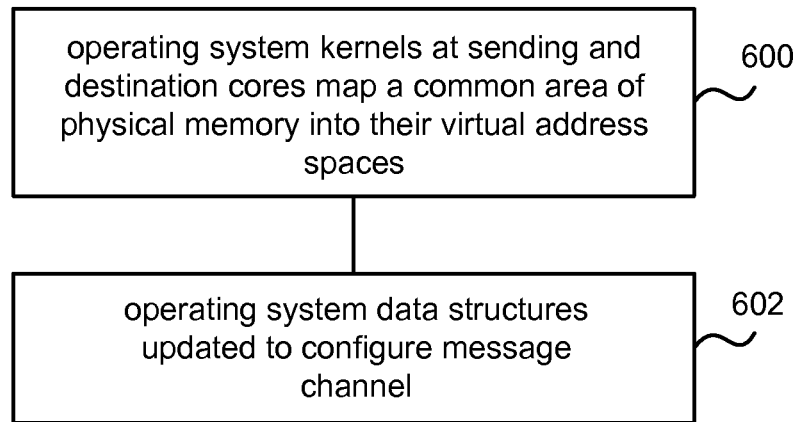 operating system kernels at sending and
destination cores map a common area of
physical memory into their virtual address
spaces
600
operating system data structures
updated to configure message
channel
602